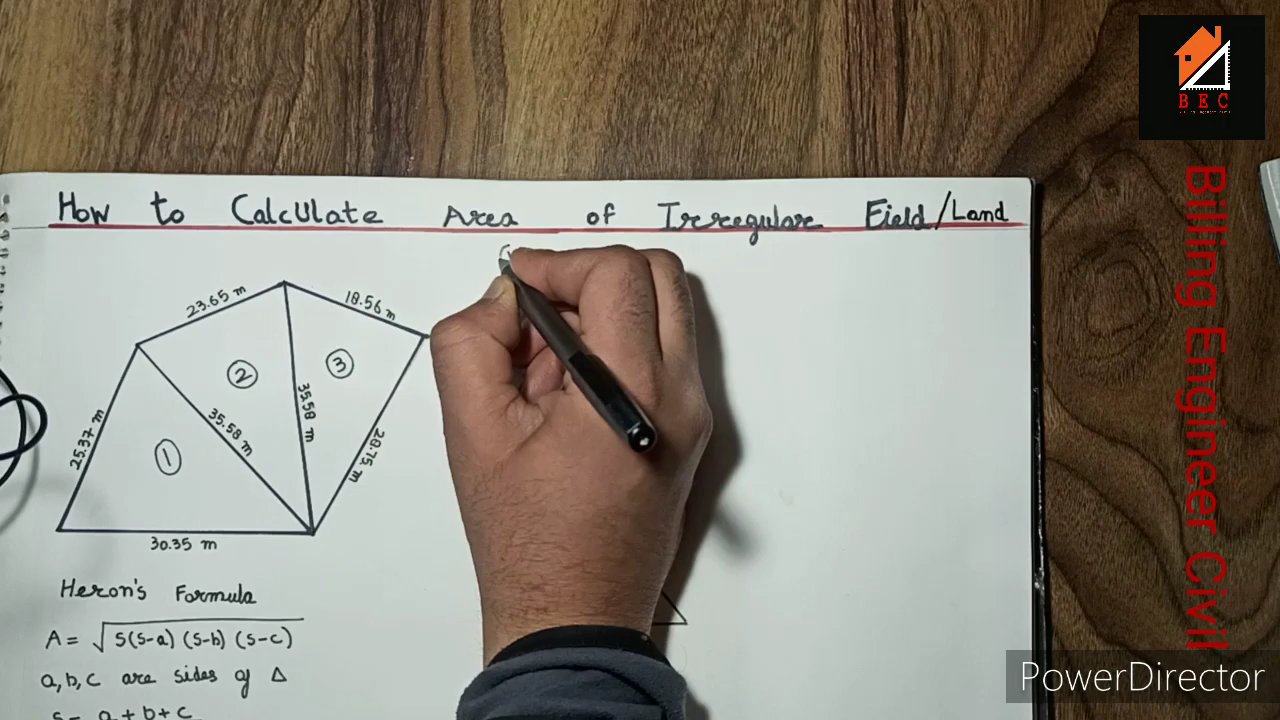 BEC
How to Calculate Area of Irregular Field/Land
23.65 m
18.56 m
25.37 m
2
3
1
35.58 m
35.58 m
28.75 m
30.35 m
Heron's Formula
A = √S(S-a) (S-b) (S-c)
a,b,c are sides of Δ
S = a+b+c
Billing Engineer Civil
PowerDirector